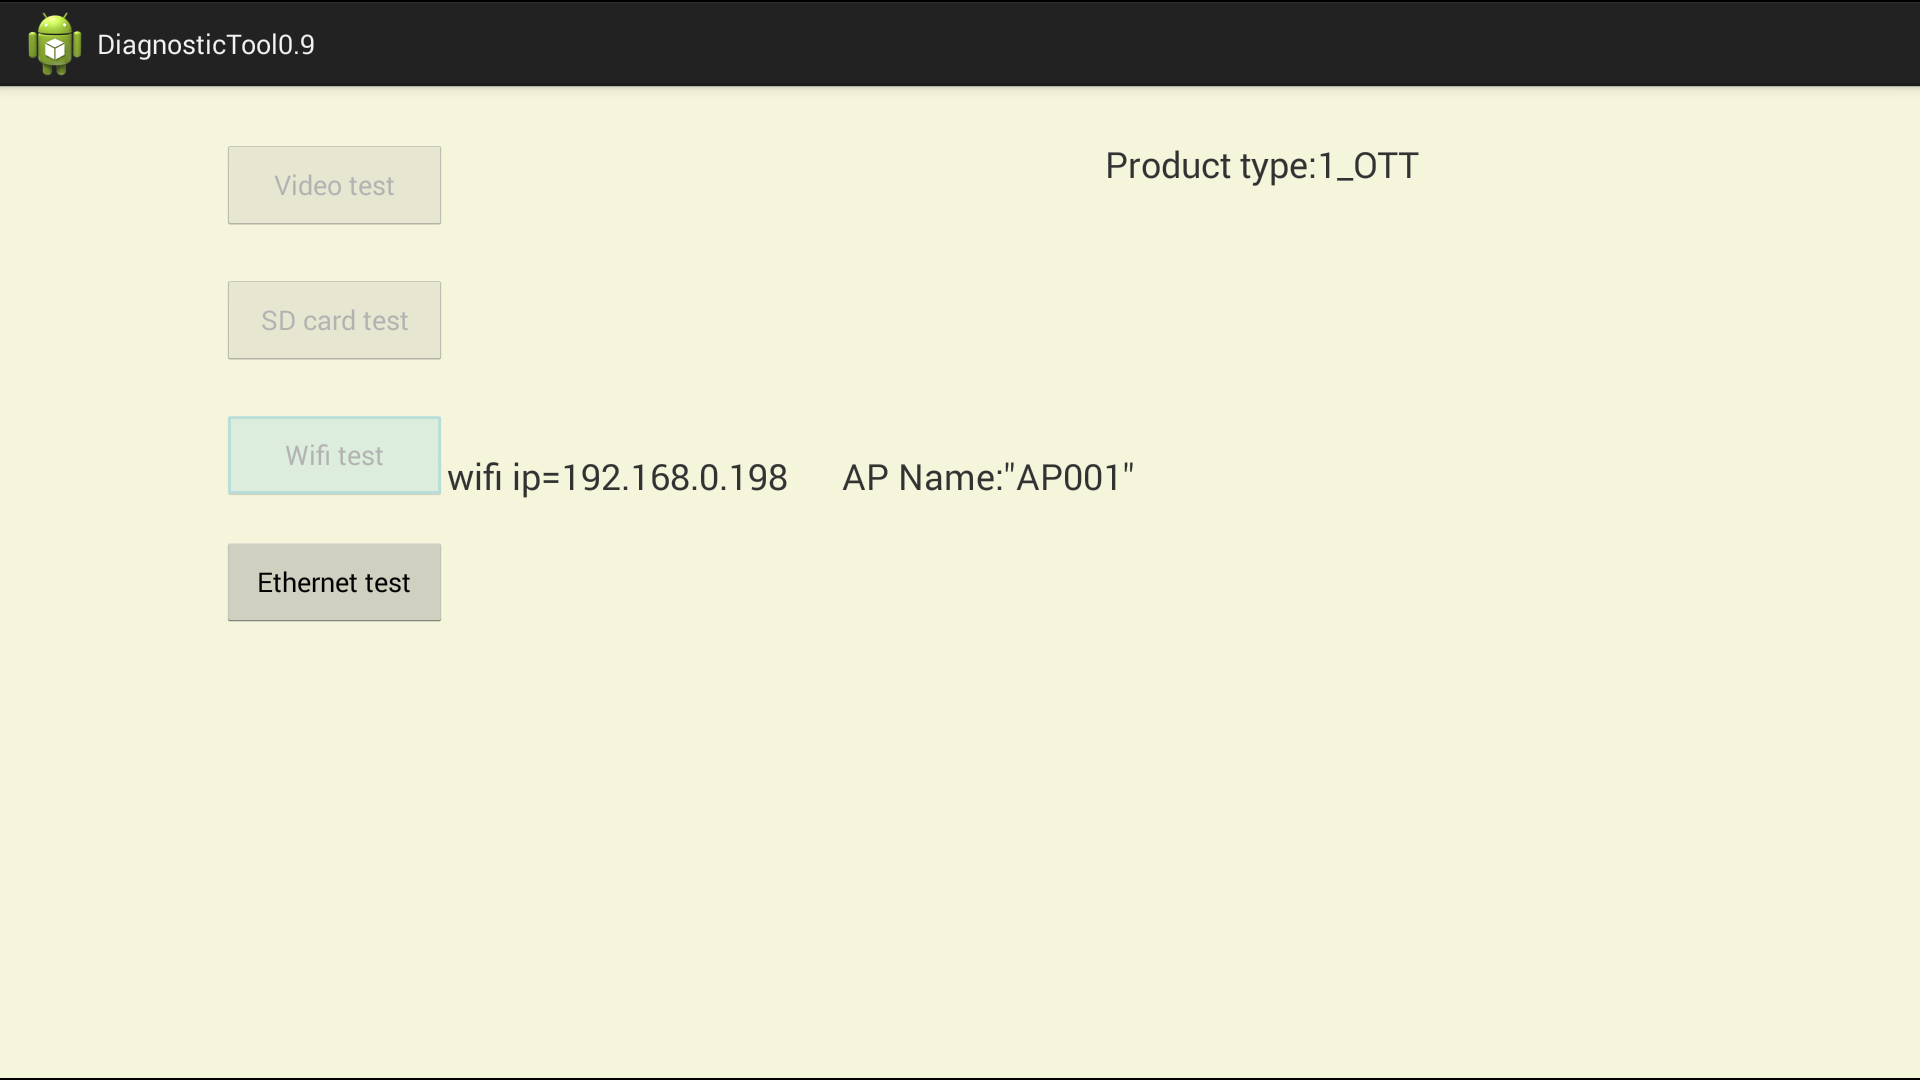 DiagnosticTool0.9
Video test
Product type:1_OTT
SD card test
Wifi test
wifi ip=192.168.0.198 AP Name:"AP001"
Ethernet test